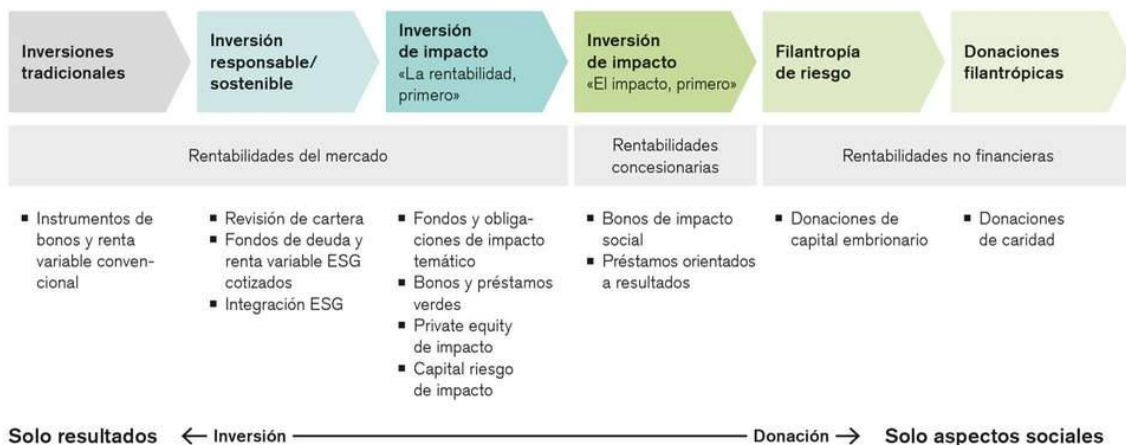 Inversiones
tradicionales
Inversión
responsable/
sostenible
Inversión
de impacto
«La rentabilidad,
primero»
Inversión
de impacto
«El impacto, primero»
Filantropía
de riesgo
Donaciones
filantrópicas
Rentabilidades del mercado
Rentabilidades
concesionarias
Rentabilidades no financieras
▪ Instrumentos de
bonos y renta
variable conven-
cional
▪ Revisión de cartera
▪ Fondos de deuda y
renta variable ESG
cotizados
▪ Integración ESG
▪ Fondos y obliga-
ciones de impacto
temático
▪ Bonos y préstamos
verdes
▪ Private equity
de impacto
▪ Capital riesgo
de impacto
▪ Bonos de impacto
social
▪ Préstamos orientados
a resultados
▪ Donaciones de
capital embrionario
▪ Donaciones
de caridad
Solo resultados ← Inversión Donación → Solo aspectos sociales